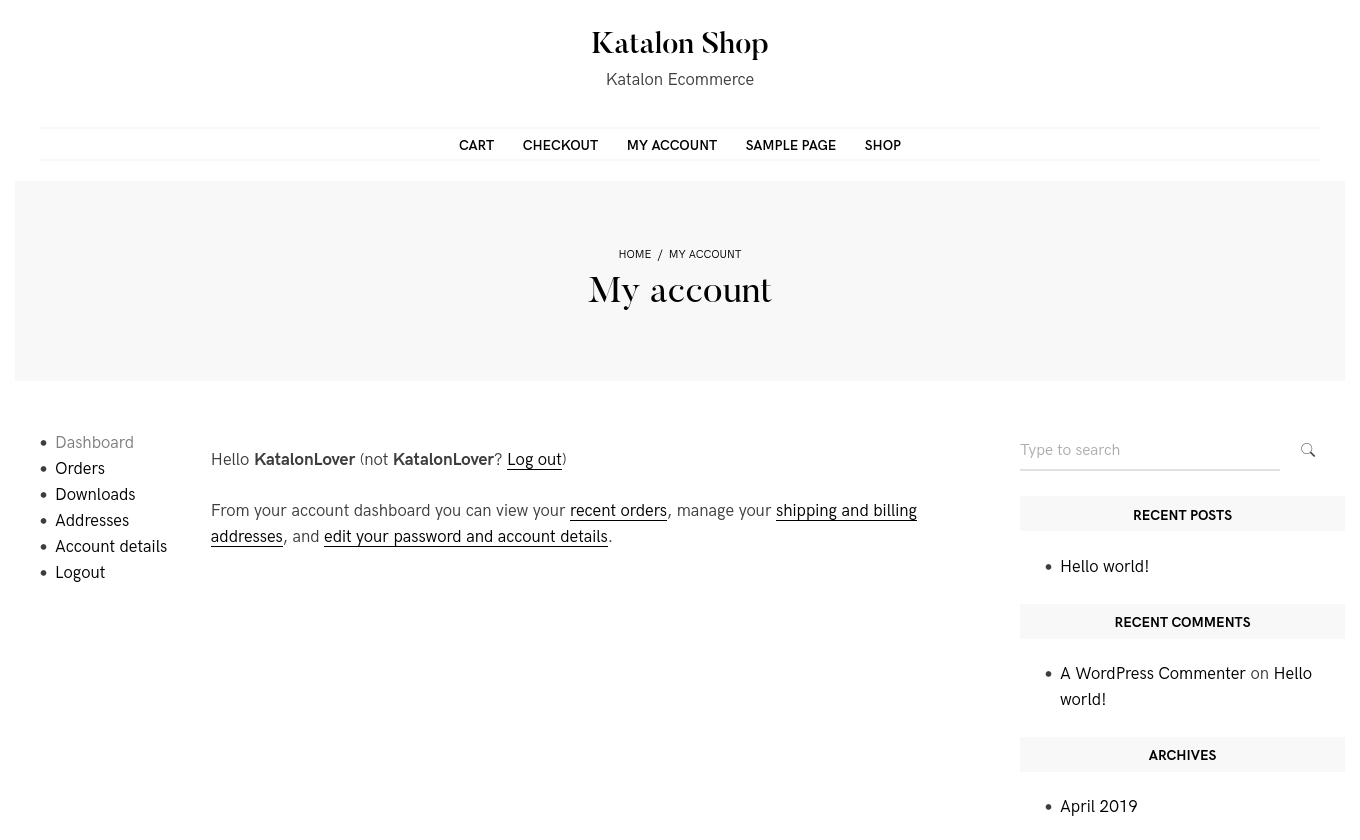 Katalon Shop
Katalon Ecommerce
CART CHECKOUT MY ACCOUNT SAMPLE PAGE SHOP
HOME / MY ACCOUNT
My account
Dashboard
Orders
Downloads
Addresses
Account details
Logout
Hello KatalonLover (not KatalonLover? Log out)
From your account dashboard you can view your recent orders, manage your shipping and billing
addresses, and edit your password and account details.
Type to search
RECENT POSTS
Hello world!
RECENT COMMENTS
A WordPress Commenter on Hello
world!
ARCHIVES
April 2019